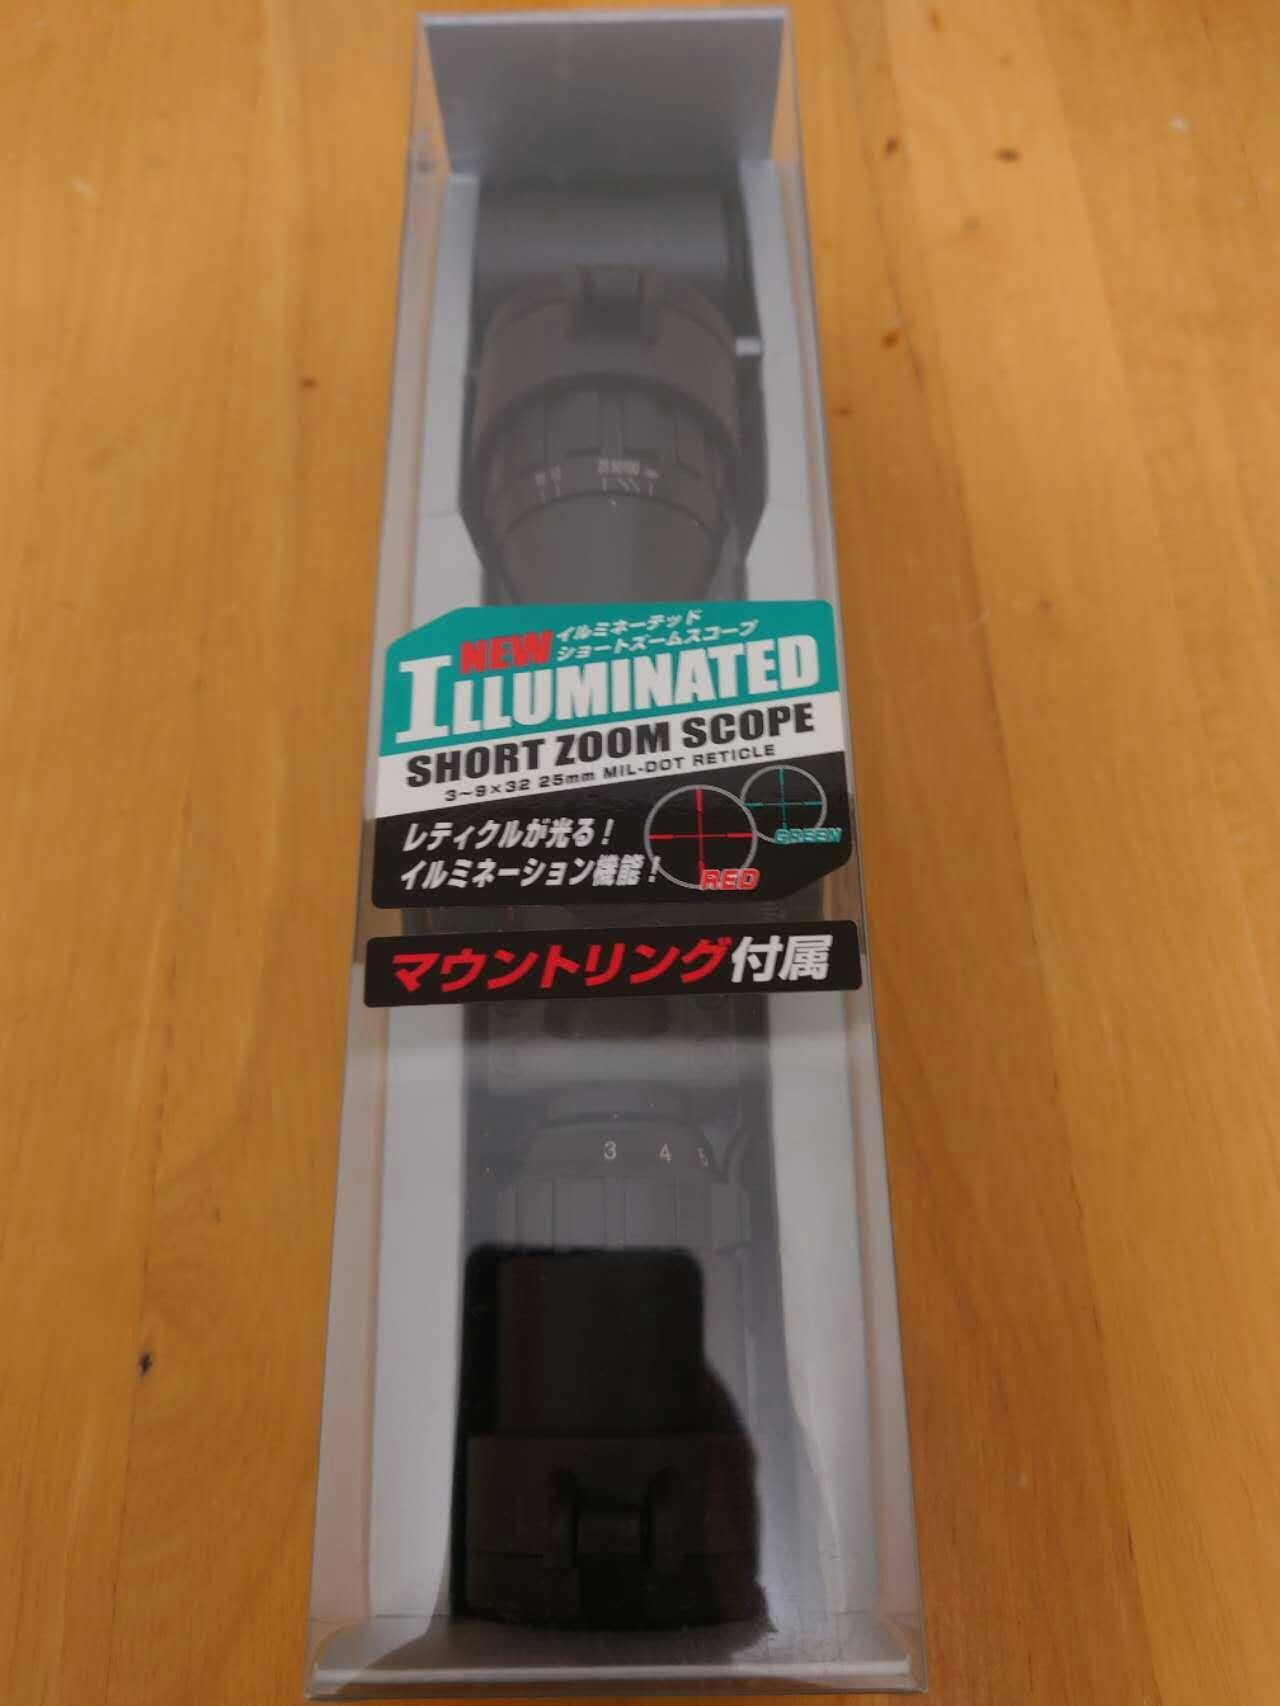 25 50 100
NEW
イルミネーテッド
ショートズームスコープ
ILLUMINATED
SHORT ZOOM SCOPE
3~9×32 25mm MIL-DOT RETICLE
レティクルが光る!
イルミネーション機能!
GREEN
RED
マウントリング付属
3 4 5